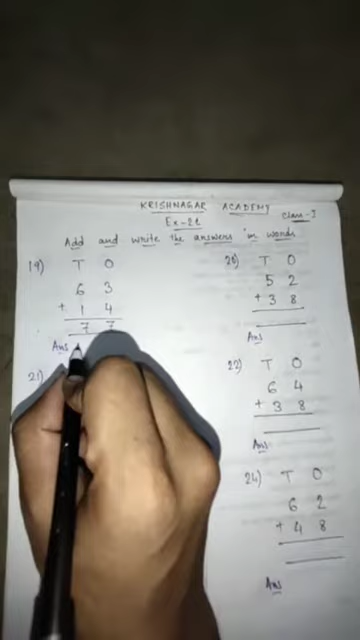 KRISHNAGAR ACADEMY
Ex-21 Class-I
Add and write the answers in words
19) T O
6 3
+ 1 4
7 7
Ans
20) T O
5 2
+ 3 8
Ans
21)
22) T O
6 4
+ 3 8
Ans
24) T O
6 2
+ 4 8
Ans